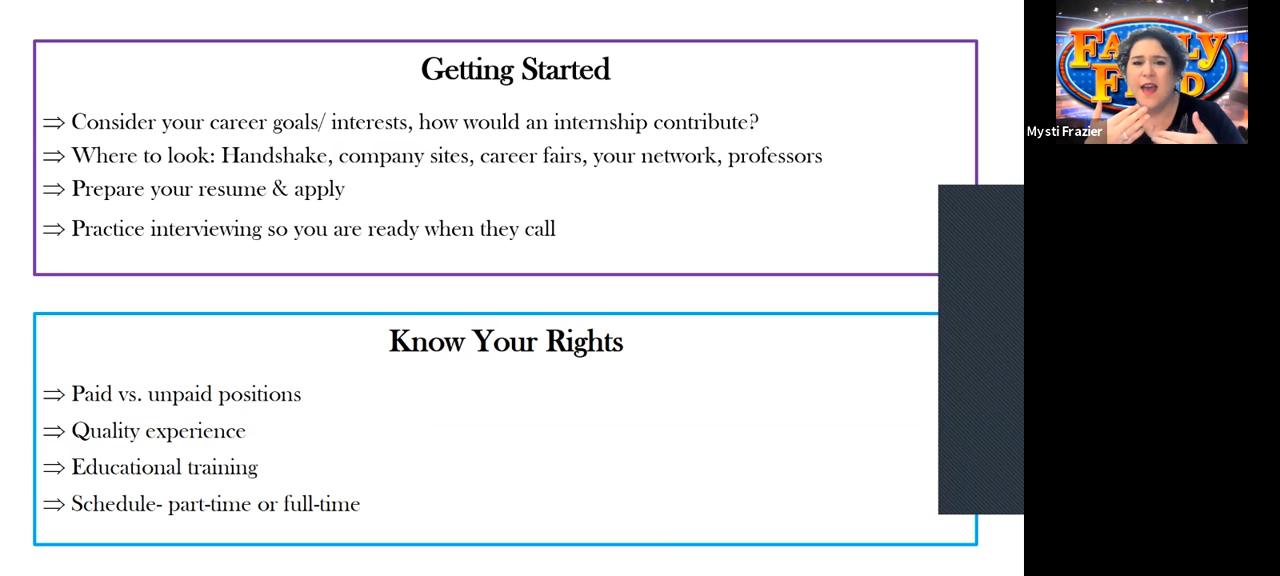 Getting Started
⇒ Consider your career goals/ interests, how would an internship contribute?
⇒ Where to look: Handshake, company sites, career fairs, your network, professors
⇒ Prepare your resume & apply
⇒ Practice interviewing so you are ready when they call
Know Your Rights
⇒ Paid vs. unpaid positions
⇒ Quality experience
⇒ Educational training
⇒ Schedule- part-time or full-time
FAMILY
FEUD
Mysti Frazier